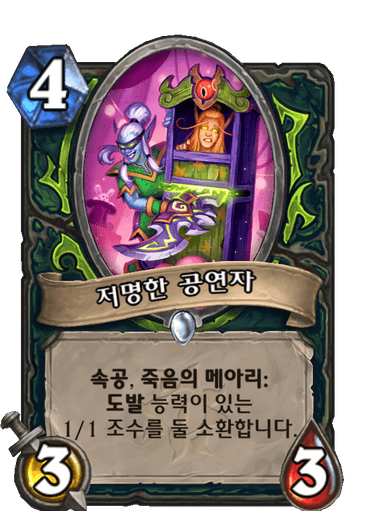 4
저명한 공연자
속공, 죽음의 메아리:
도발 능력이 있는
1/1 조수를 둘 소환합니다.
3
3